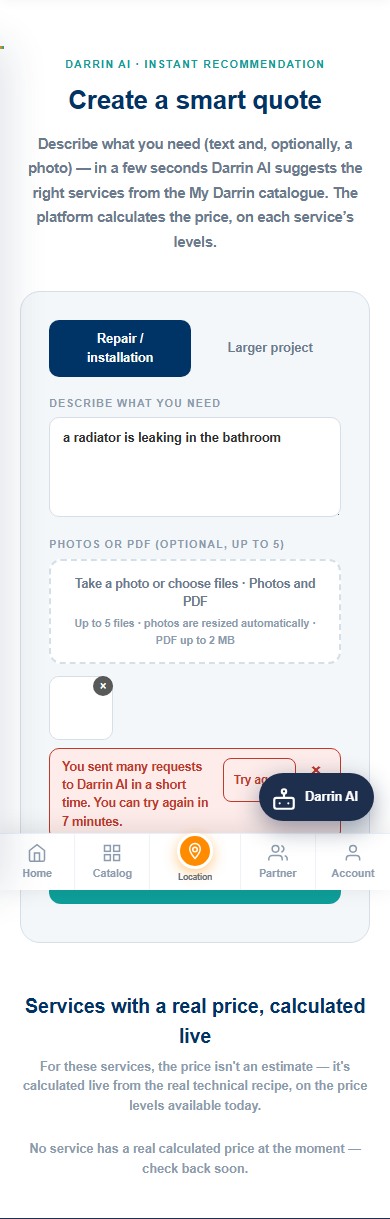 DARRIN AI · INSTANT RECOMMENDATION
Create a smart quote
Describe what you need (text and, optionally, a
photo) — in a few seconds Darrin AI suggests the
right services from the My Darrin catalogue. The
platform calculates the price, on each service's
levels.
Repair /
installation
Larger project
DESCRIBE WHAT YOU NEED
a radiator is leaking in the bathroom
PHOTOS OR PDF (OPTIONAL, UP TO 5)
Take a photo or choose files · Photos and
PDF
Up to 5 files · photos are resized automatically ·
PDF up to 2 MB
×
You sent many requests
to Darrin AI in a short
time. You can try again in
7 minutes.
Try
×
Darrin AI
Home
Catalog
Location
Partner
Account
Services with a real price, calculated
live
For these services, the price isn't an estimate — it's
calculated live from the real technical recipe, on the price
levels available today.
No service has a real calculated price at the moment —
check back soon.